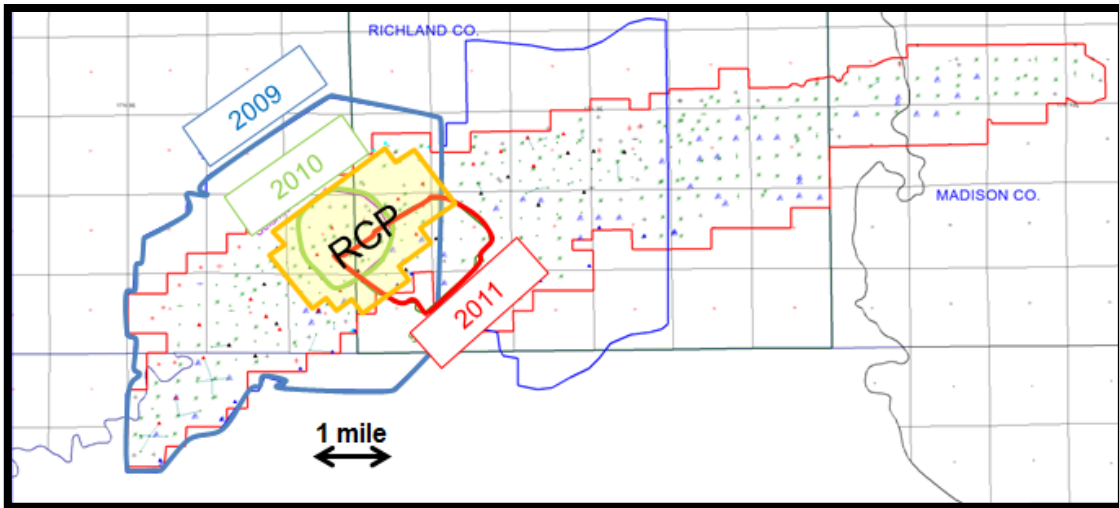 RICHLAND CO.
2009
2010
RCP
MADISON CO.
2011
1 mile